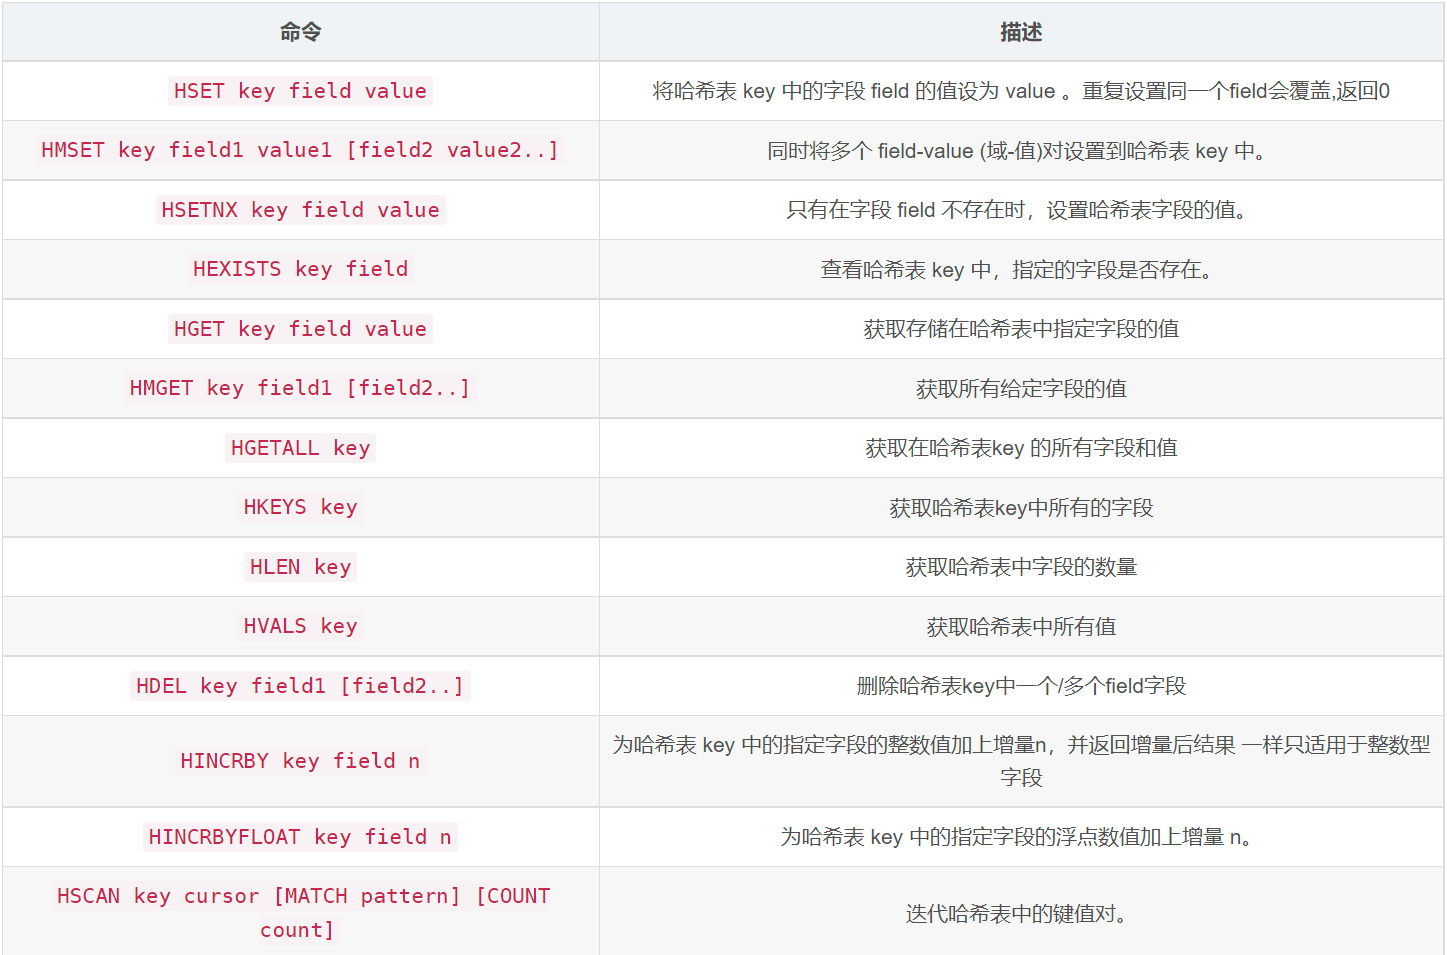 命令 描述
HSET key field value 将哈希表 key 中的字段 field 的值设为 value 。重复设置同一个field会覆盖,返回0
HMSET key field1 value1 [field2 value2..] 同时将多个 field-value (域-值)对设置到哈希表 key 中。
HSETNX key field value 只有在字段 field 不存在时，设置哈希表字段的值。
HEXISTS key field 查看哈希表 key 中，指定的字段是否存在。
HGET key field value 获取存储在哈希表中指定字段的值
HMGET key field1 [field2..] 获取所有给定字段的值
HGETALL key 获取在哈希表key 的所有字段和值
HKEYS key 获取哈希表key中所有的字段
HLEN key 获取哈希表中字段的数量
HVALS key 获取哈希表中所有值
HDEL key field1 [field2..] 删除哈希表key中一个/多个field字段
HINCRBY key field n 为哈希表 key 中的指定字段的整数值加上增量n，并返回增量后结果 一样只适用于整数型
字段
HINCRBYFLOAT key field n 为哈希表 key 中的指定字段的浮点数值加上增量 n。
HSCAN key cursor [MATCH pattern] [COUNT
count] 迭代哈希表中的键值对。